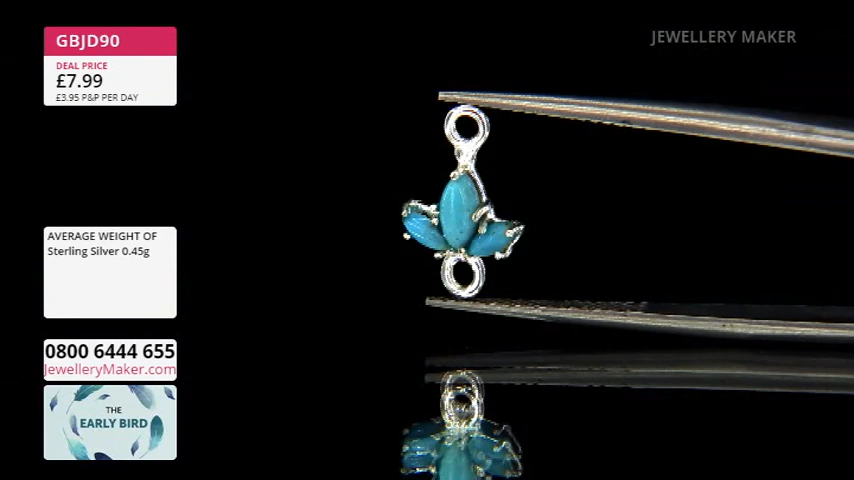 GBJD90
DEAL PRICE
£7.99
£3.95 P&P PER DAY
JEWELLERY MAKER
AVERAGE WEIGHT OF
Sterling Silver 0.45g
0800 6444 655
JewelleryMaker.com
THE
EARLY BIRD